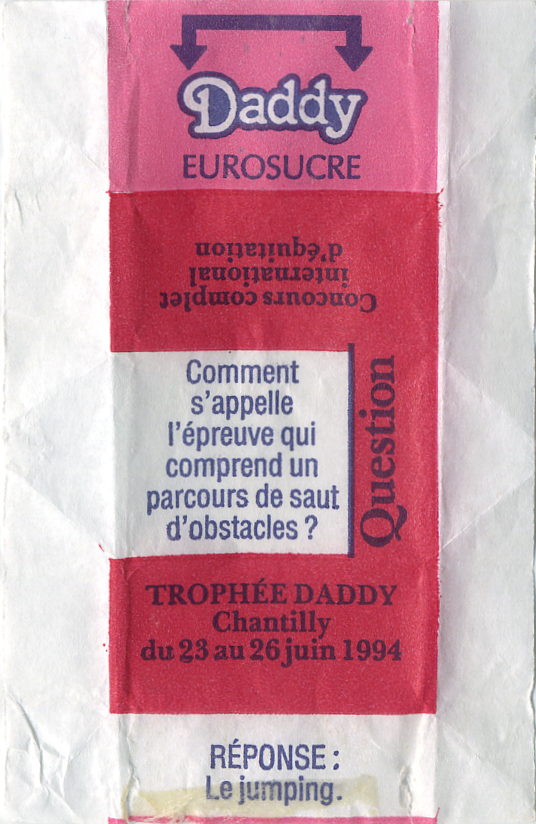 Daddy
EUROSUCRE
Concours complet
international
d'équitation
Question
Comment
s'appelle
l'épreuve qui
comprend un
parcours de saut
d'obstacles ?
TROPHÉE DADDY
Chantilly
du 23 au 26 juin 1994
RÉPONSE :
Le jumping.